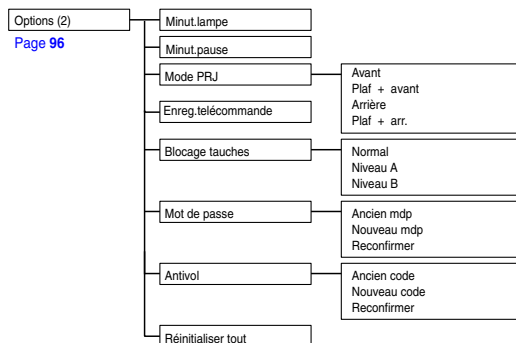 Options (2)
Page 96
Minut.lampe
Minut.pause
Mode PRJ
Avant
Plaf + avant
Arrière
Plaf + arr.
Enreg.telécommande
Blocage tauches
Normal
Niveau A
Niveau B
Mot de passe
Ancien mdp
Nouveau mdp
Reconfirmer
Antivol
Ancien code
Nouveau code
Reconfirmer
Réinitialiser tout